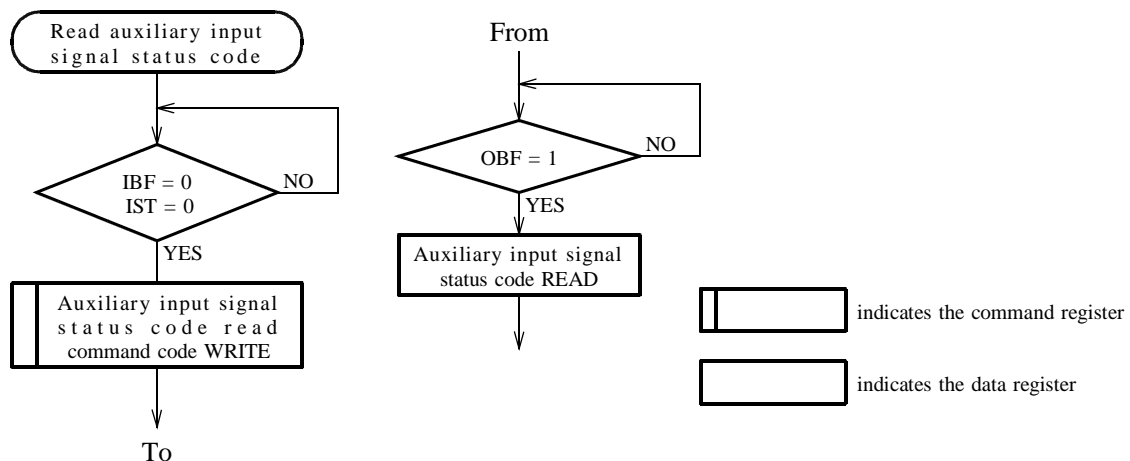 Read auxiliary input
signal status code
IBF = 0
IST = 0
NO
YES
Auxiliary input signal
status code read
command code WRITE
To
From
OBF = 1
NO
YES
Auxiliary input signal
status code READ
indicates the command register
indicates the data register